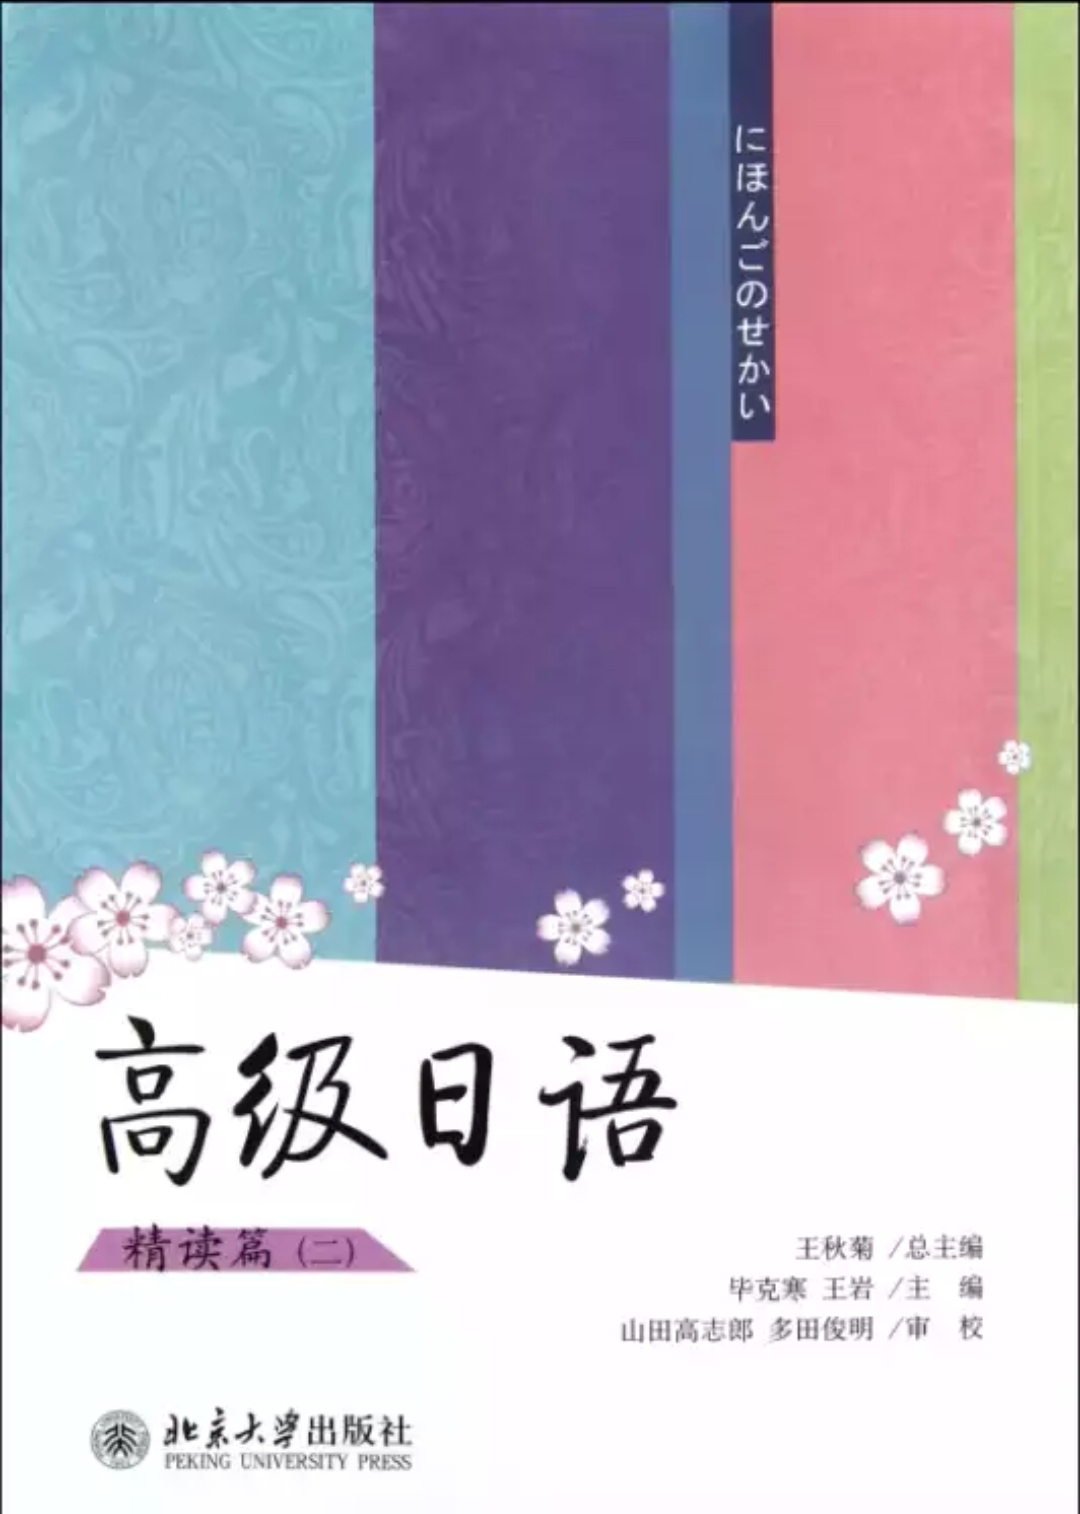 にほんごのせかい
高级日语
精读篇（二）
王秋菊 /总主编
毕克寒 王岩 /主 编
山田高志郎 多田俊明 /审 校
北京大学出版社
PEKING UNIVERSITY PRESS